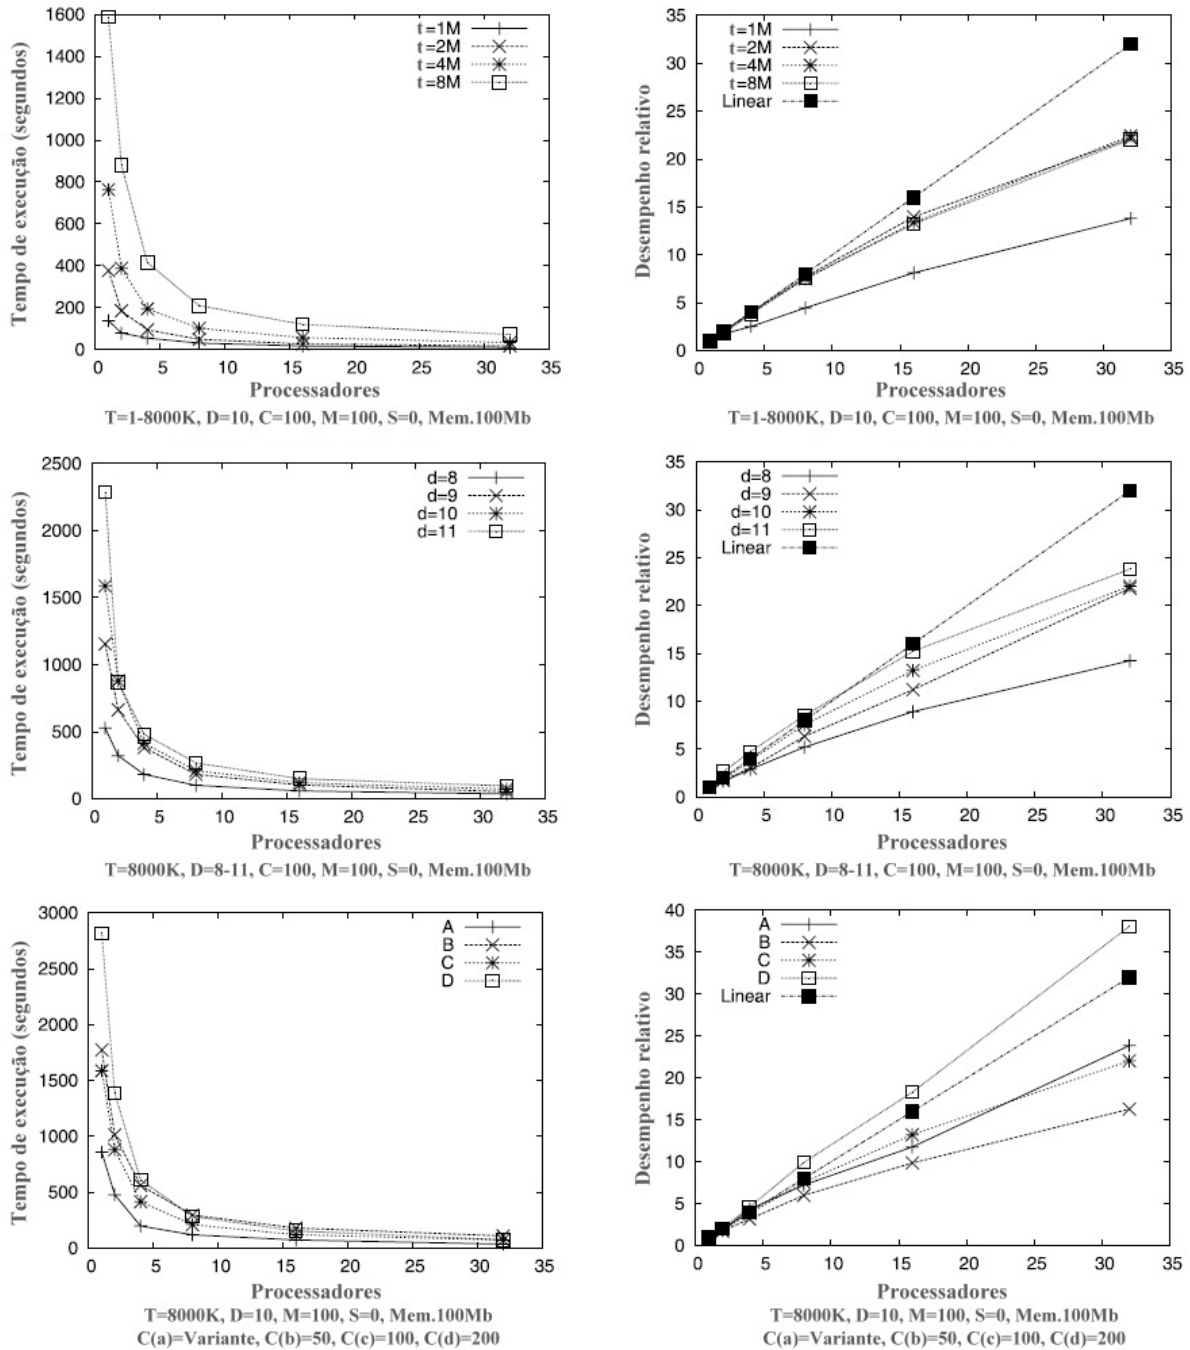 1600
1400
1200
1000
800
600
400
200
0
Tempo de execução (segundos)
t=1M
t=2M
t=4M
t=8M
0 5 10 15 20 25 30 35
Processadores
T=1-8000K, D=10, C=100, M=100, S=0, Mem.100Mb
35
30
25
20
15
10
5
0
Desempenho relativo
t=1M
t=2M
t=4M
t=8M
Linear
0 5 10 15 20 25 30 35
Processadores
T=1-8000K, D=10, C=100, M=100, S=0, Mem.100Mb
2500
2000
1500
1000
500
0
Tempo de execução (segundos)
d=8
d=9
d=10
d=11
0 5 10 15 20 25 30 35
Processadores
T=8000K, D=8-11, C=100, M=100, S=0, Mem.100Mb
35
30
25
20
15
10
5
0
Desempenho relativo
d=8
d=9
d=10
d=11
Linear
0 5 10 15 20 25 30 35
Processadores
T=8000K, D=8-11, C=100, M=100, S=0, Mem.100Mb
3000
2500
2000
1500
1000
500
0
Tempo de execução (segundos)
A
B
C
D
0 5 10 15 20 25 30 35
Processadores
T=8000K, D=10, M=100, S=0, Mem.100Mb
C(a)=Variante, C(b)=50, C(c)=100, C(d)=200
40
35
30
25
20
15
10
5
0
Desempenho relativo
A
B
C
D
Linear
0 5 10 15 20 25 30 35
Processadores
T=8000K, D=10, M=100, S=0, Mem.100Mb
C(a)=Variante, C(b)=50, C(c)=100, C(d)=200